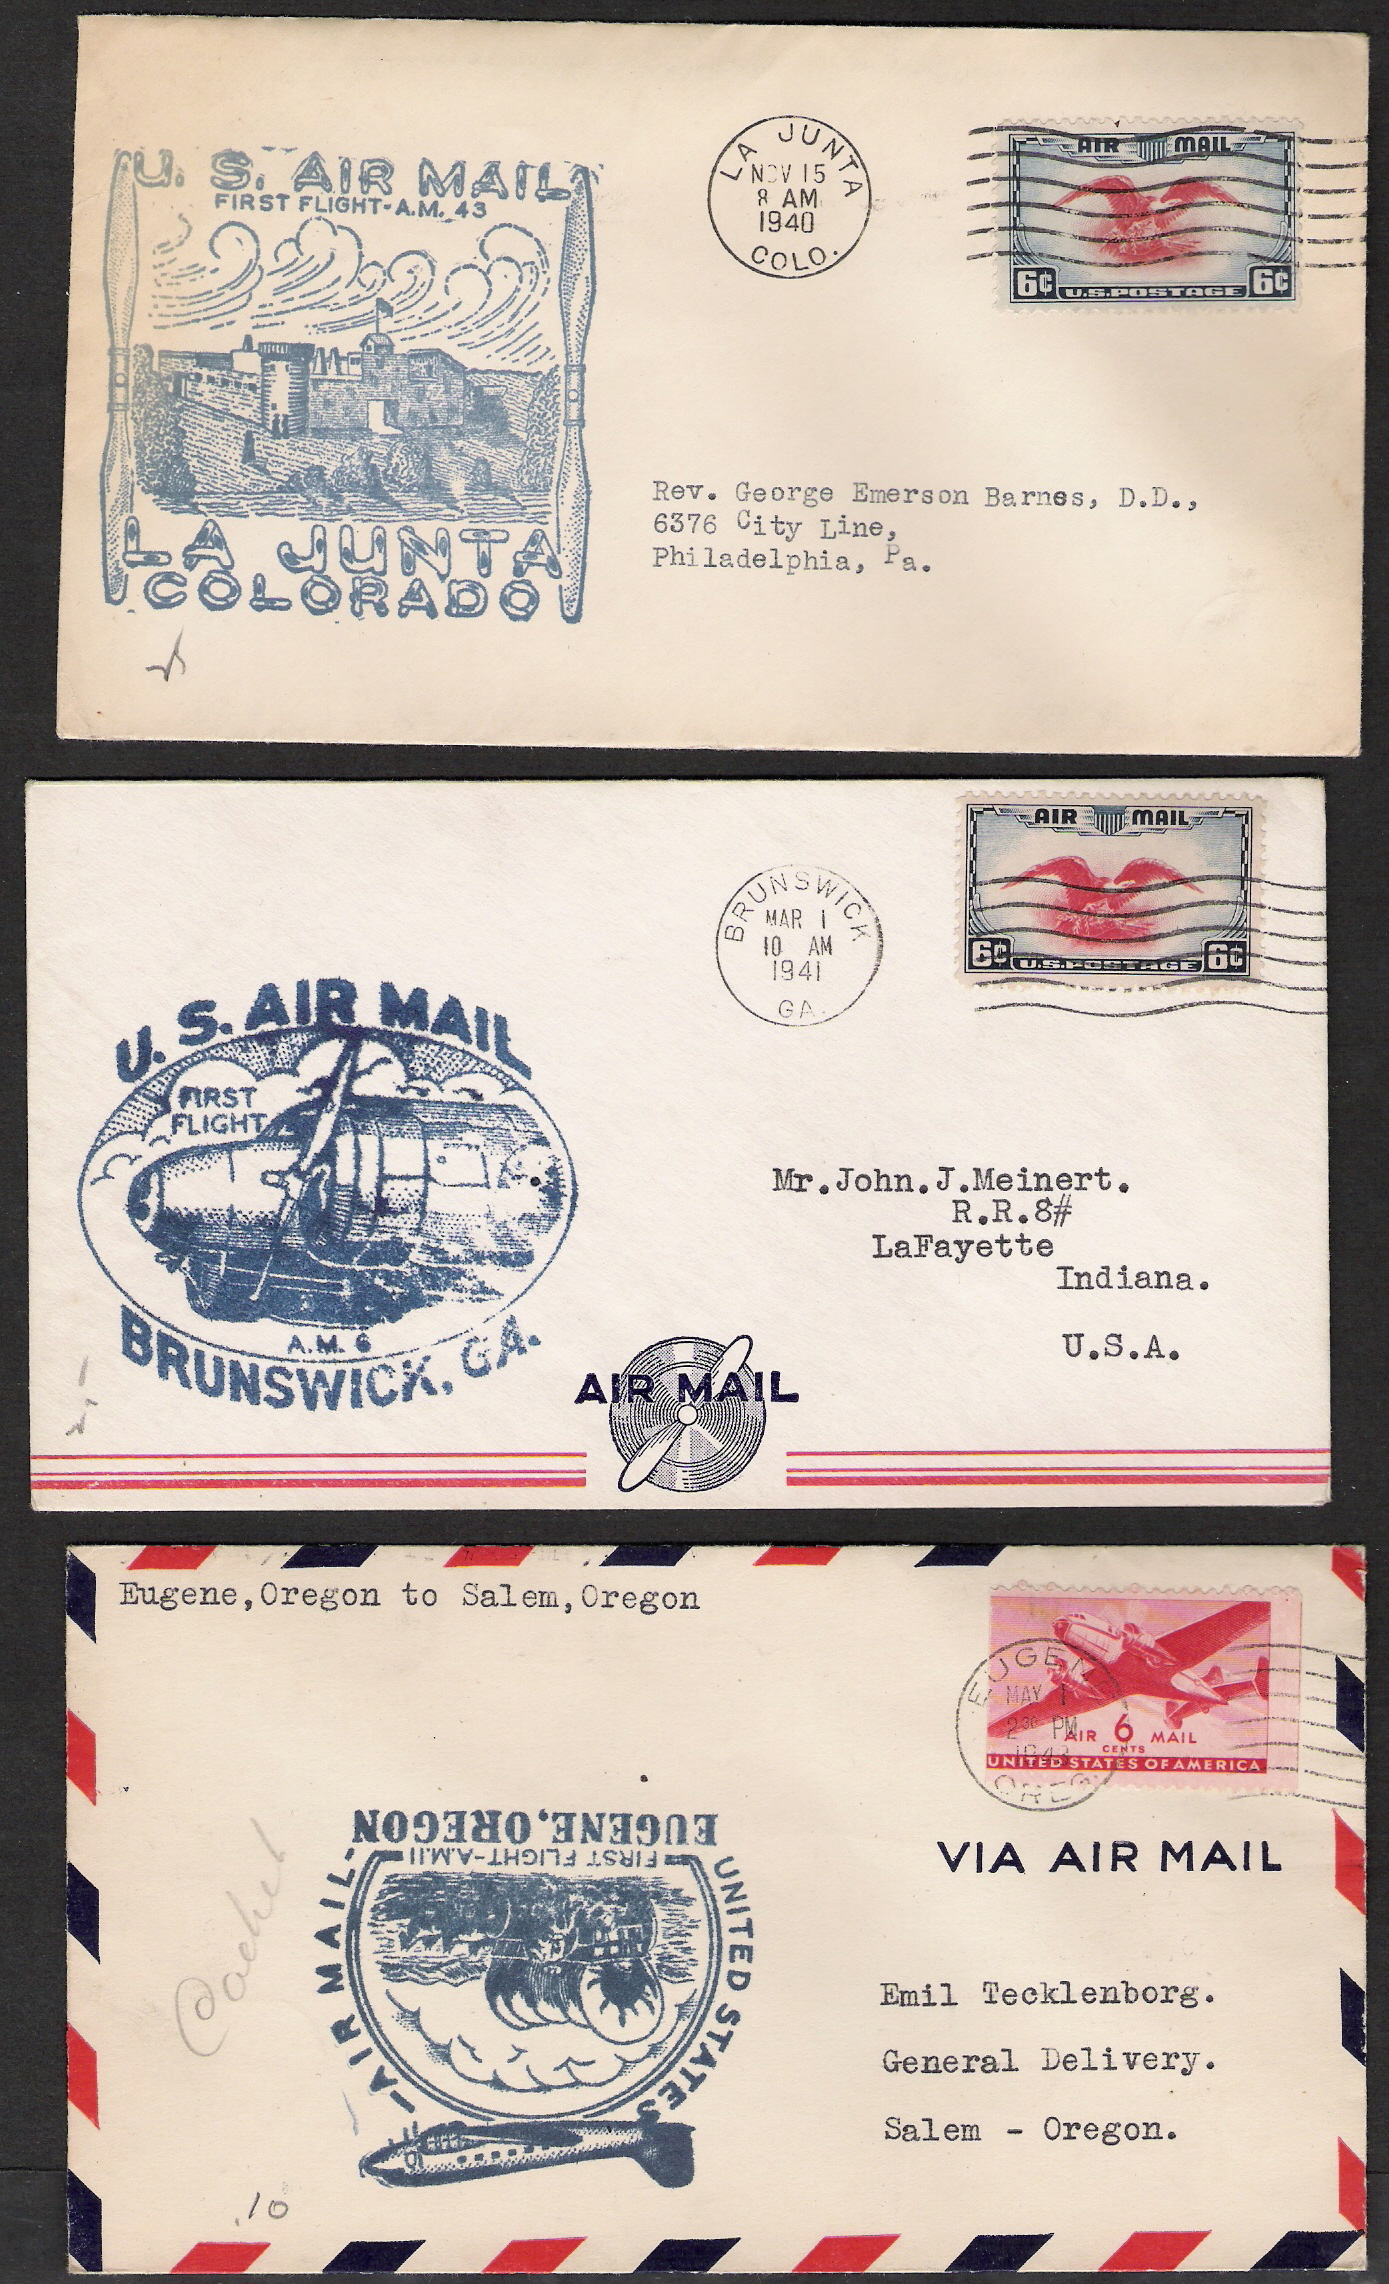 U. S. AIR MAIL
FIRST FLIGHT-A.M. 43
LA JUNTA
COLORADO
LA JUNTA
NOV 15
8 AM
1940
COLO.
AIR MAIL
6¢ U.S. POSTAGE 6¢
Rev. George Emerson Barnes, D.D.,
6376 City Line,
Philadelphia, Pa.
U. S. AIR MAIL
FIRST
FLIGHT
A.M. 6
BRUNSWICK, GA.
BRUNSWICK
MAR 1
10 AM
1941
GA.
AIR MAIL
6¢ U.S. POSTAGE 6¢
Mr.John.J.Meinert.
R.R.8#
LaFayette
Indiana.
U.S.A.
AIR MAIL
Eugene,Oregon to Salem,Oregon
EUGENE
MAY 1
2 30 PM
OREG.
AIR 6 MAIL
CENTS
UNITED STATES OF AMERICA
VIA AIR MAIL
EUGENE, OREGON
FIRST FLIGHT-A.M.11
UNITED STATES
-AIR MAIL-
Cachet
Emil Tecklenborg.
General Delivery.
Salem - Oregon.
.10